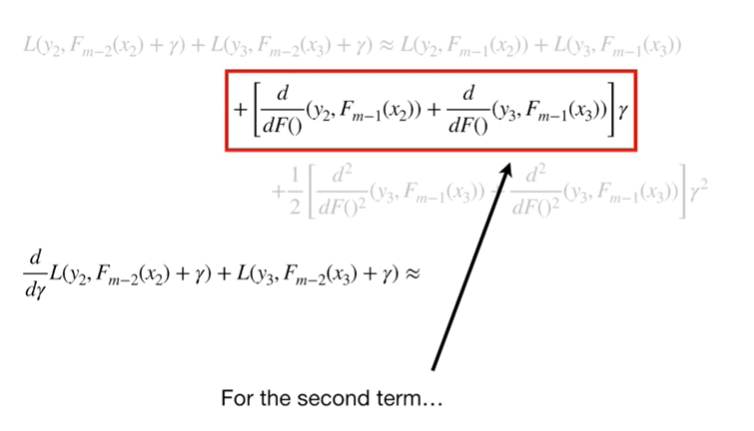 L(y₂, Fₘ₋₂(x₂) + γ) + L(y₃, Fₘ₋₂(x₃) + γ) ≈ L(y₂, Fₘ₋₁(x₂)) + L(y₃, Fₘ₋₁(x₃))
+ [ d/dF() (y₂, Fₘ₋₁(x₂)) + d/dF() (y₃, Fₘ₋₁(x₃)) ] γ
+ 1/2 [ d²/dF()² (y₃, Fₘ₋₁(x₃)) + d²/dF()² (y₃, Fₘ₋₁(x₃)) ] γ²
d/dγ L(y₂, Fₘ₋₂(x₂) + γ) + L(y₃, Fₘ₋₂(x₃) + γ) ≈
For the second term…